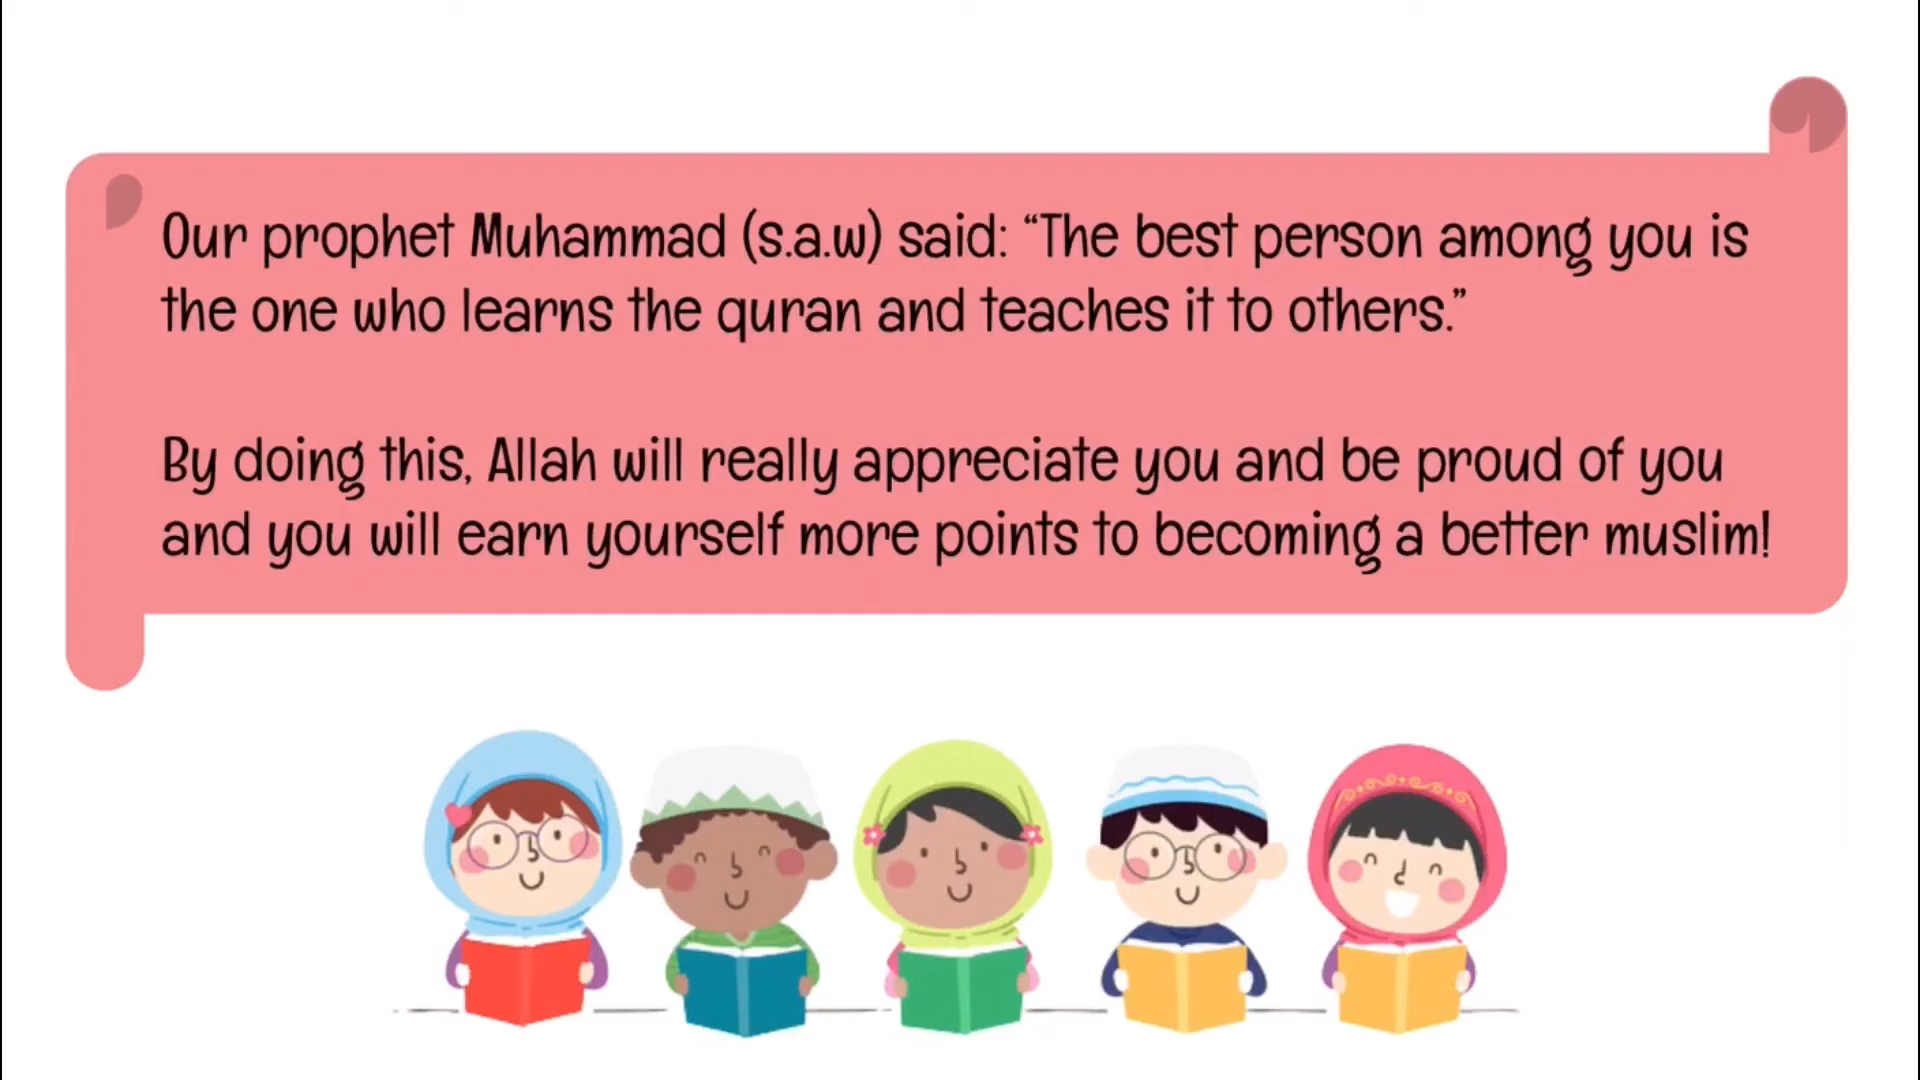 Our prophet Muhammad (s.a.w) said: “The best person among you is
the one who learns the quran and teaches it to others.”
By doing this, Allah will really appreciate you and be proud of you
and you will earn yourself more points to becoming a better muslim!